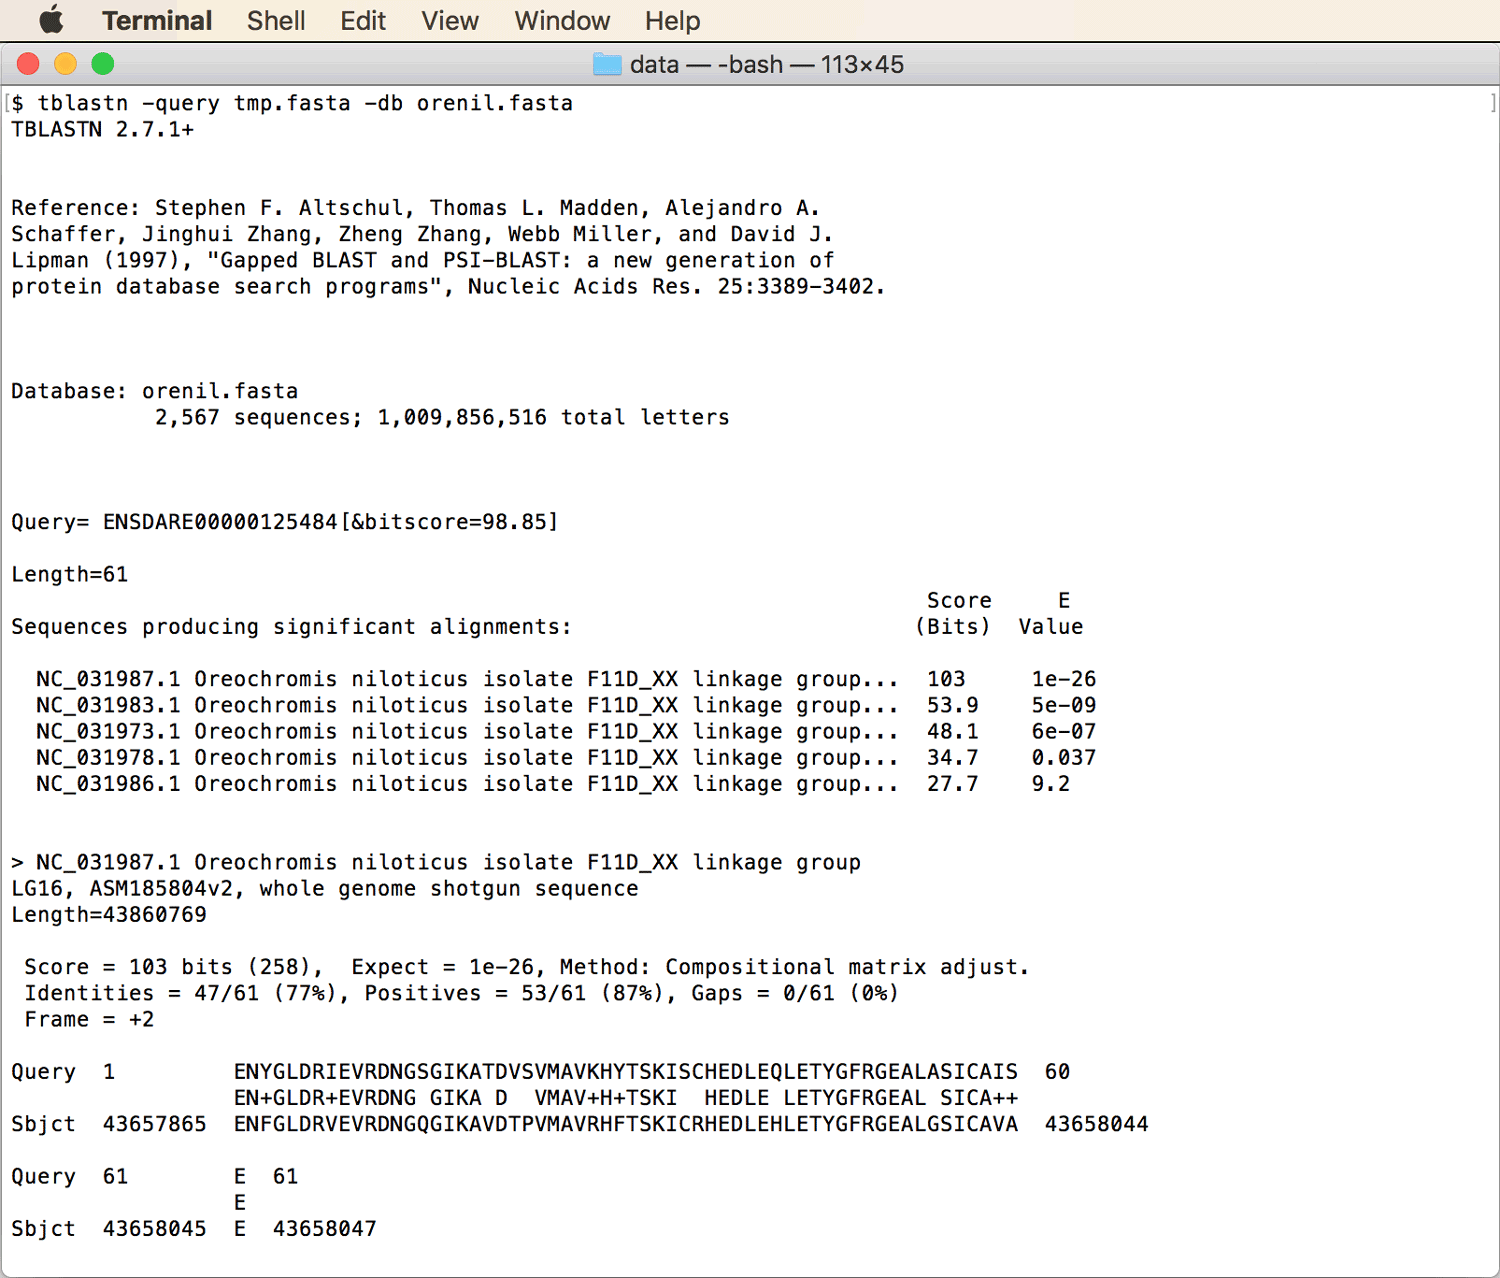 Terminal Shell Edit View Window Help
data — -bash — 113×45
[$ tblastn -query tmp.fasta -db orenil.fasta ]
TBLASTN 2.7.1+
Reference: Stephen F. Altschul, Thomas L. Madden, Alejandro A.
Schaffer, Jinghui Zhang, Zheng Zhang, Webb Miller, and David J.
Lipman (1997), "Gapped BLAST and PSI-BLAST: a new generation of
protein database search programs", Nucleic Acids Res. 25:3389-3402.
Database: orenil.fasta
2,567 sequences; 1,009,856,516 total letters
Query= ENSDARE00000125484[&bitscore=98.85]
Length=61
Score E
Sequences producing significant alignments: (Bits) Value
NC_031987.1 Oreochromis niloticus isolate F11D_XX linkage group... 103 1e-26
NC_031983.1 Oreochromis niloticus isolate F11D_XX linkage group... 53.9 5e-09
NC_031973.1 Oreochromis niloticus isolate F11D_XX linkage group... 48.1 6e-07
NC_031978.1 Oreochromis niloticus isolate F11D_XX linkage group... 34.7 0.037
NC_031986.1 Oreochromis niloticus isolate F11D_XX linkage group... 27.7 9.2
> NC_031987.1 Oreochromis niloticus isolate F11D_XX linkage group
LG16, ASM185804v2, whole genome shotgun sequence
Length=43860769
Score = 103 bits (258), Expect = 1e-26, Method: Compositional matrix adjust.
Identities = 47/61 (77%), Positives = 53/61 (87%), Gaps = 0/61 (0%)
Frame = +2
Query 1 ENYGLDRIEVRDNGSGIKATDVSVMAVKHYTSKISCHEDLEQLETYGFRGEALASICAIS 60
EN+GLDR+EVRDNG GIKA D  VMAV+H+TSKI  HEDLE LETYGFRGEAL SICA++
Sbjct 43657865 ENFGLDRVEVRDNGQGIKAVDTPVMAVRHFTSKICRHEDLEHLETYGFRGEALGSICAVA 43658044
Query 61 E 61
E
Sbjct 43658045 E 43658047